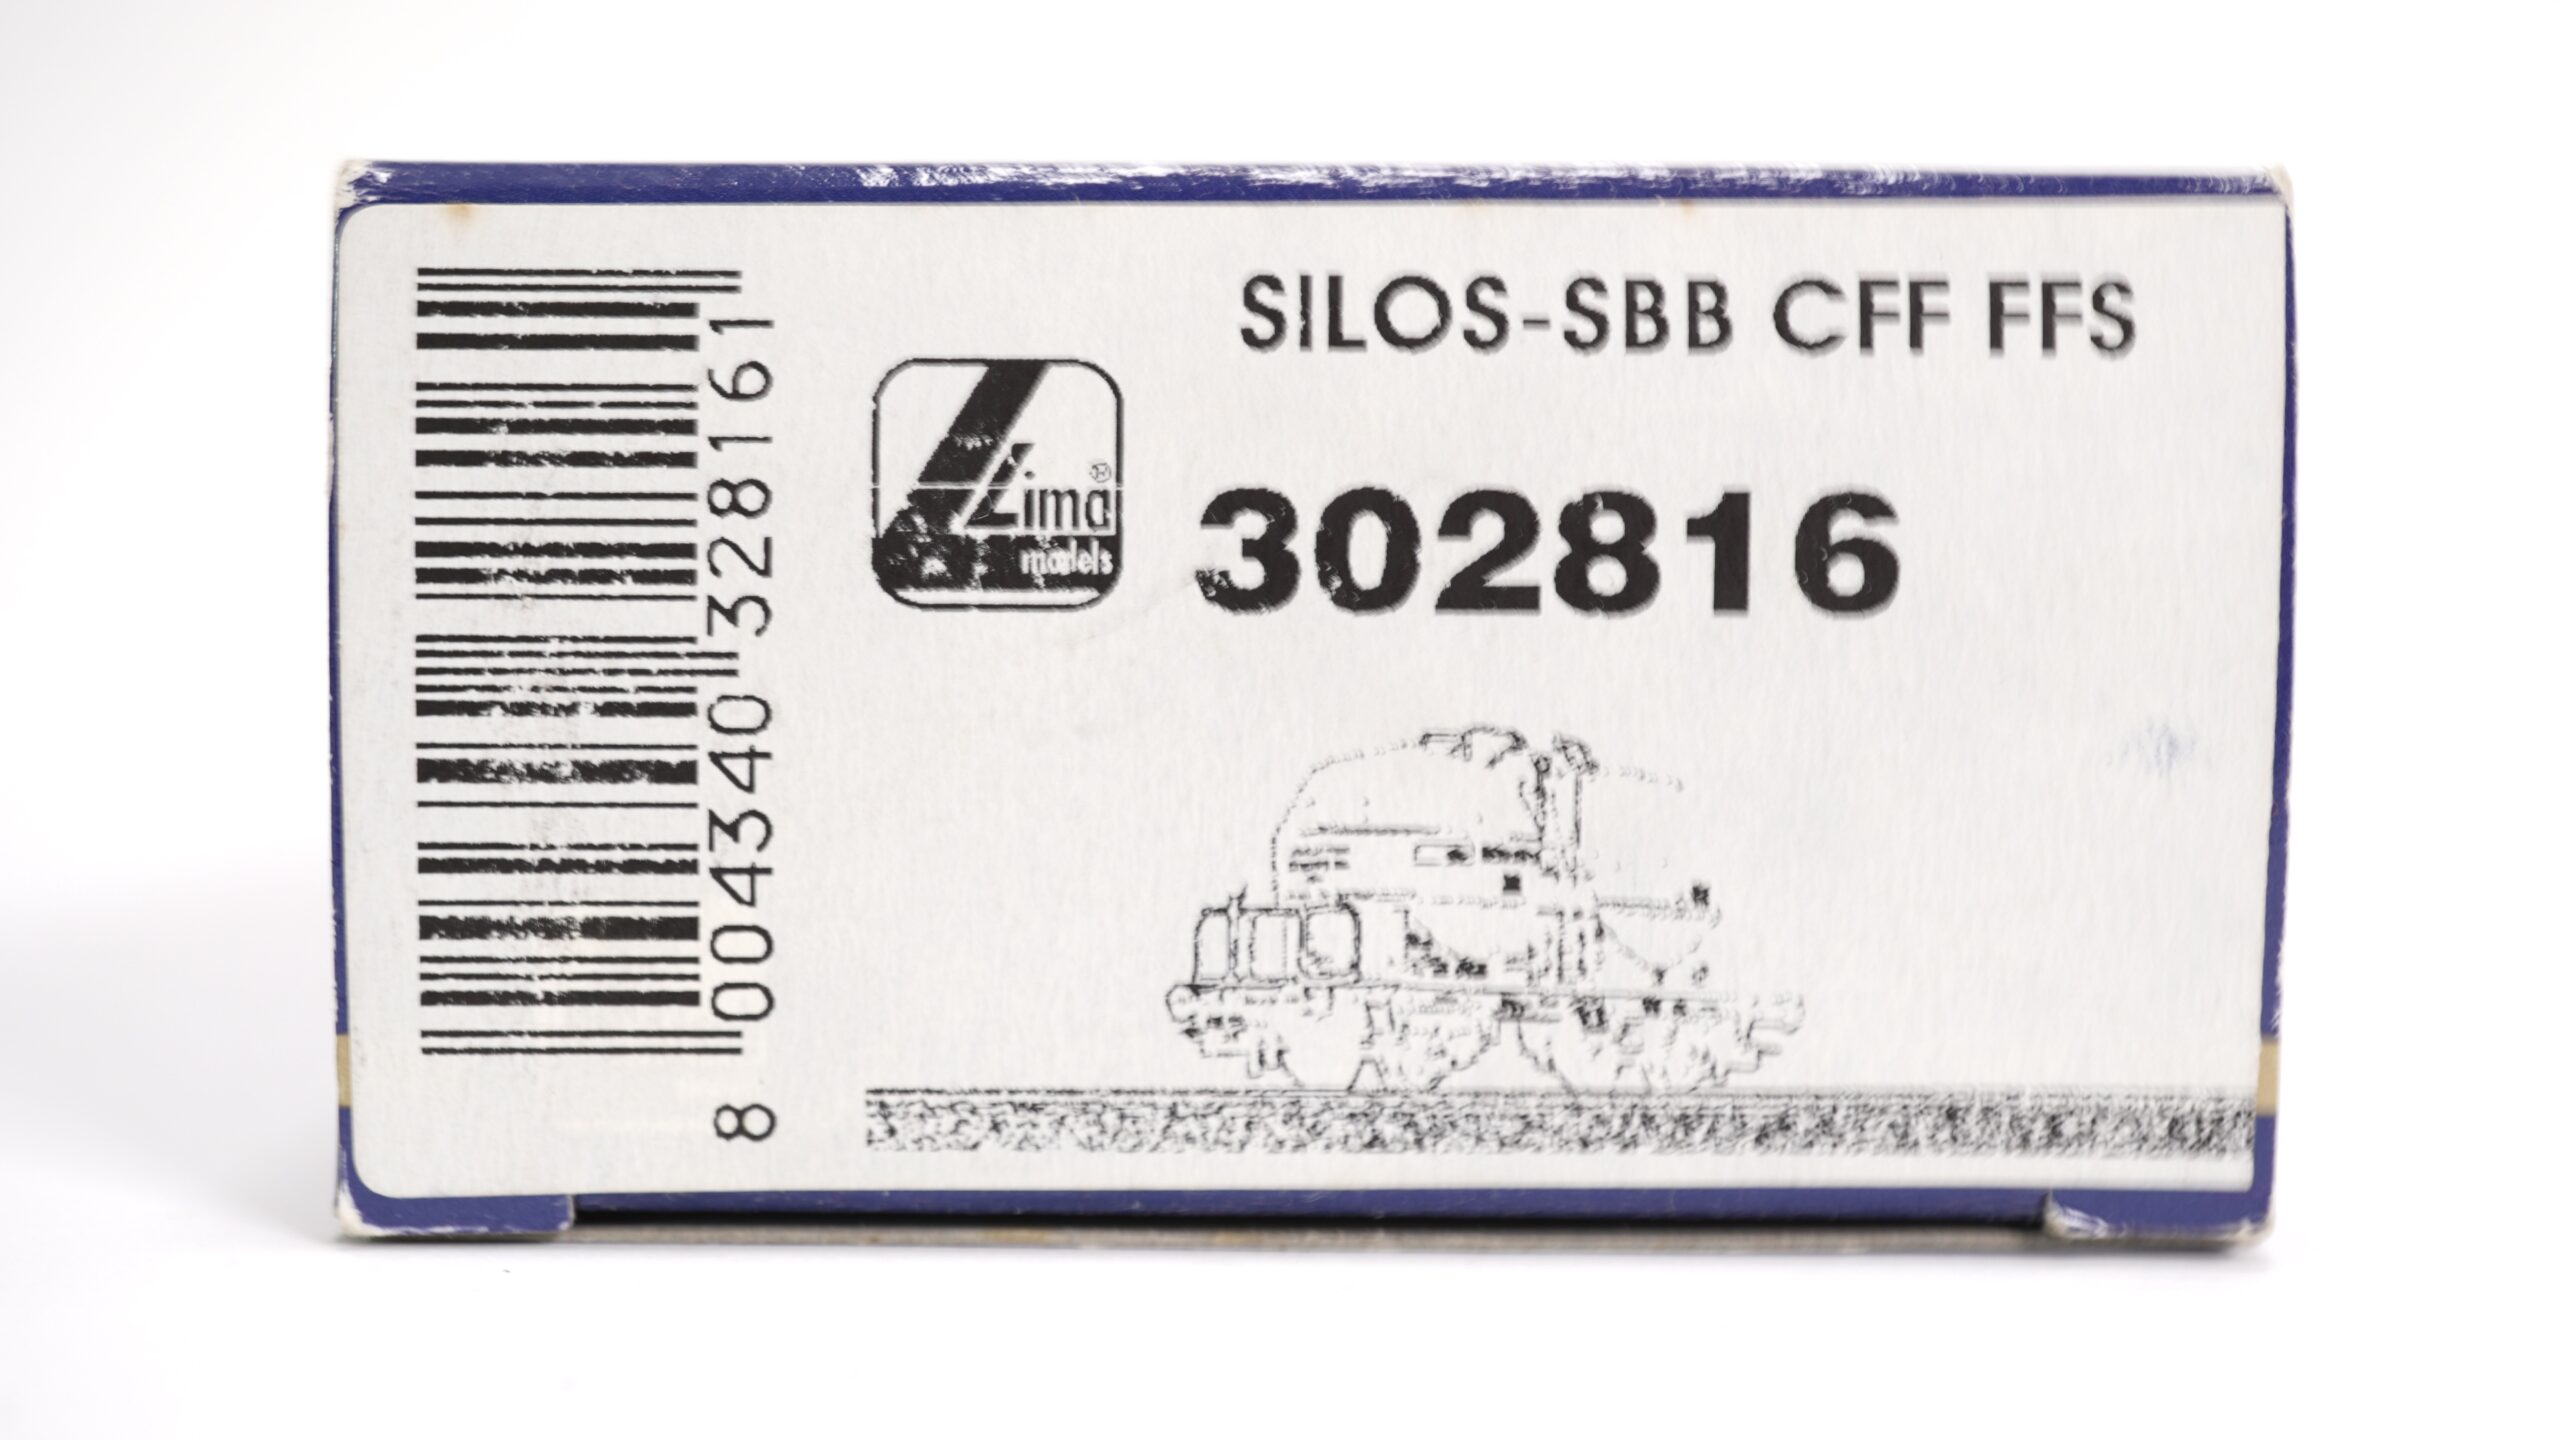 SILOS-SBB CFF FFS
Lima®
models
302816
8 004340 328161